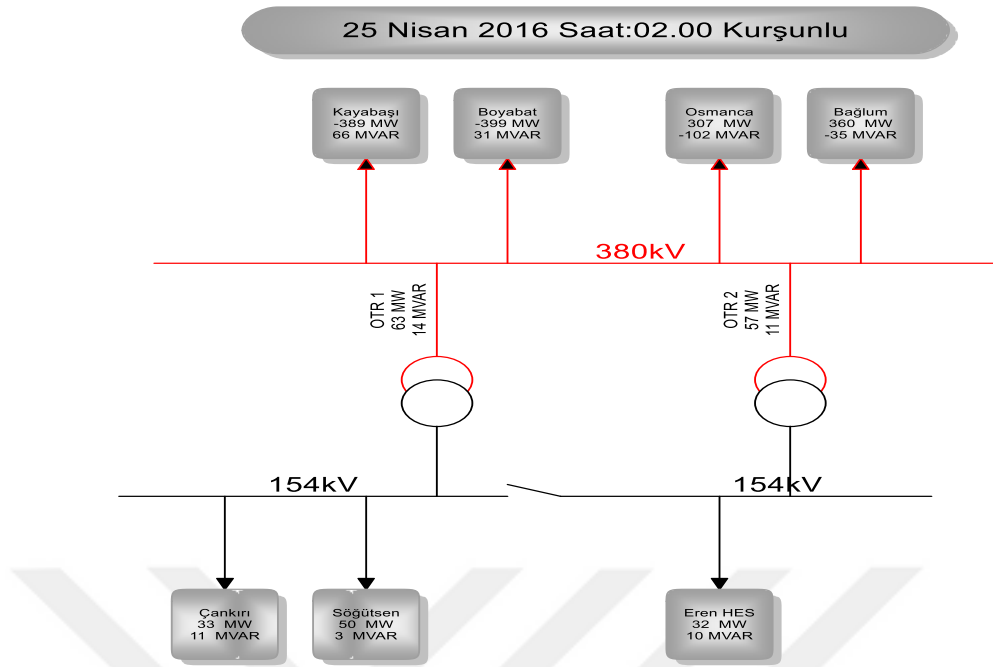 25 Nisan 2016 Saat:02.00 Kurşunlu
Kayabaşı
-389 MW
66 MVAR
Boyabat
-399 MW
31 MVAR
Osmanca
307 MW
-102 MVAR
Bağlum
360 MW
-35 MVAR
380kV
OTR 1
63 MW
14 MVAR
OTR 2
57 MW
11 MVAR
154kV
154kV
Çankırı
33 MW
11 MVAR
Söğütsen
50 MW
3 MVAR
Eren HES
32 MW
10 MVAR